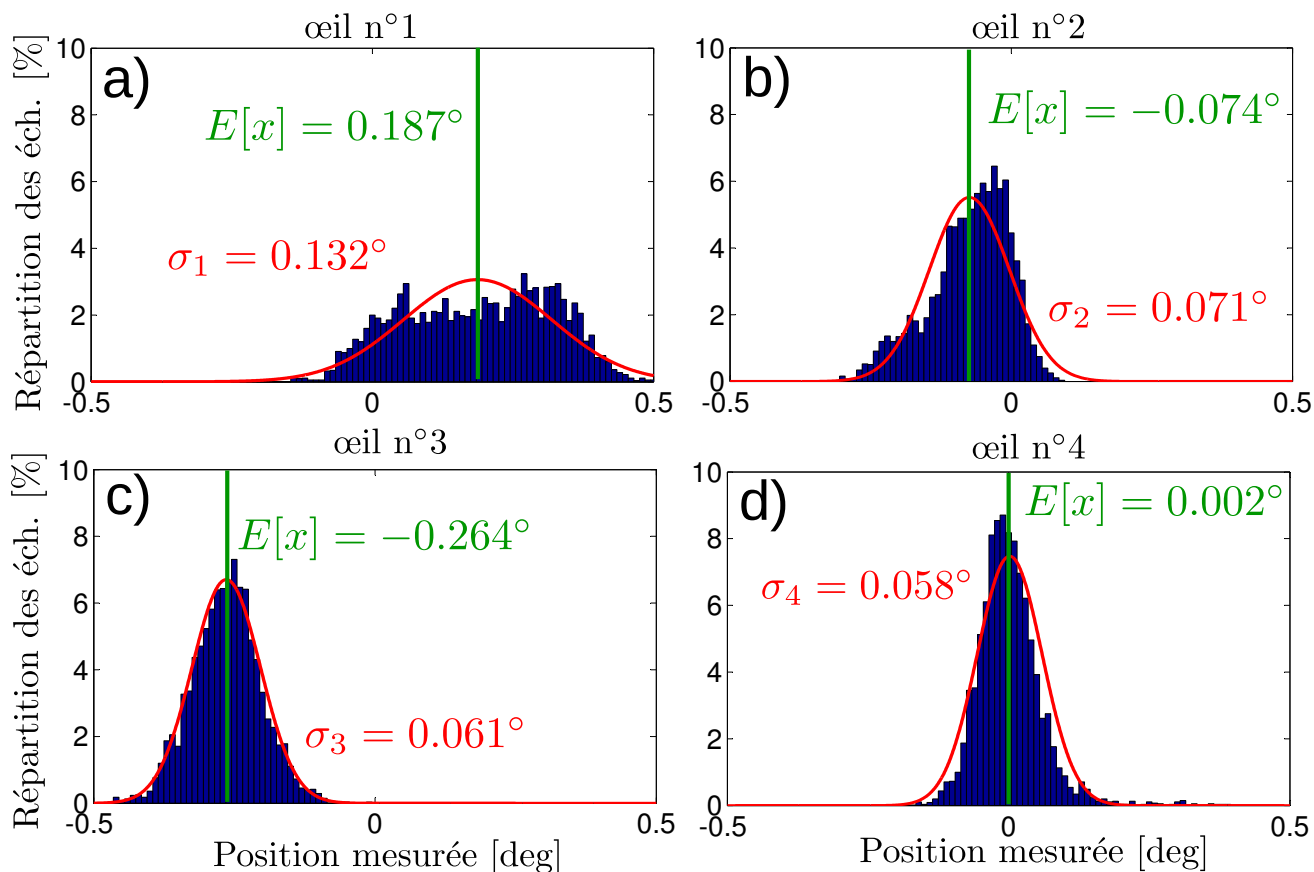 œil n°1
Répartition des éch. [%]
a)
E[x] = 0.187°
σ1 = 0.132°
10
8
6
4
2
0
-0.5
0
0.5
œil n°2
b)
E[x] = −0.074°
σ2 = 0.071°
10
8
6
4
2
0
-0.5
0
0.5
œil n°3
Répartition des éch. [%]
c)
E[x] = −0.264°
σ3 = 0.061°
10
8
6
4
2
0
-0.5
0
0.5
Position mesurée [deg]
œil n°4
d)
E[x] = 0.002°
σ4 = 0.058°
10
8
6
4
2
0
-0.5
0
0.5
Position mesurée [deg]